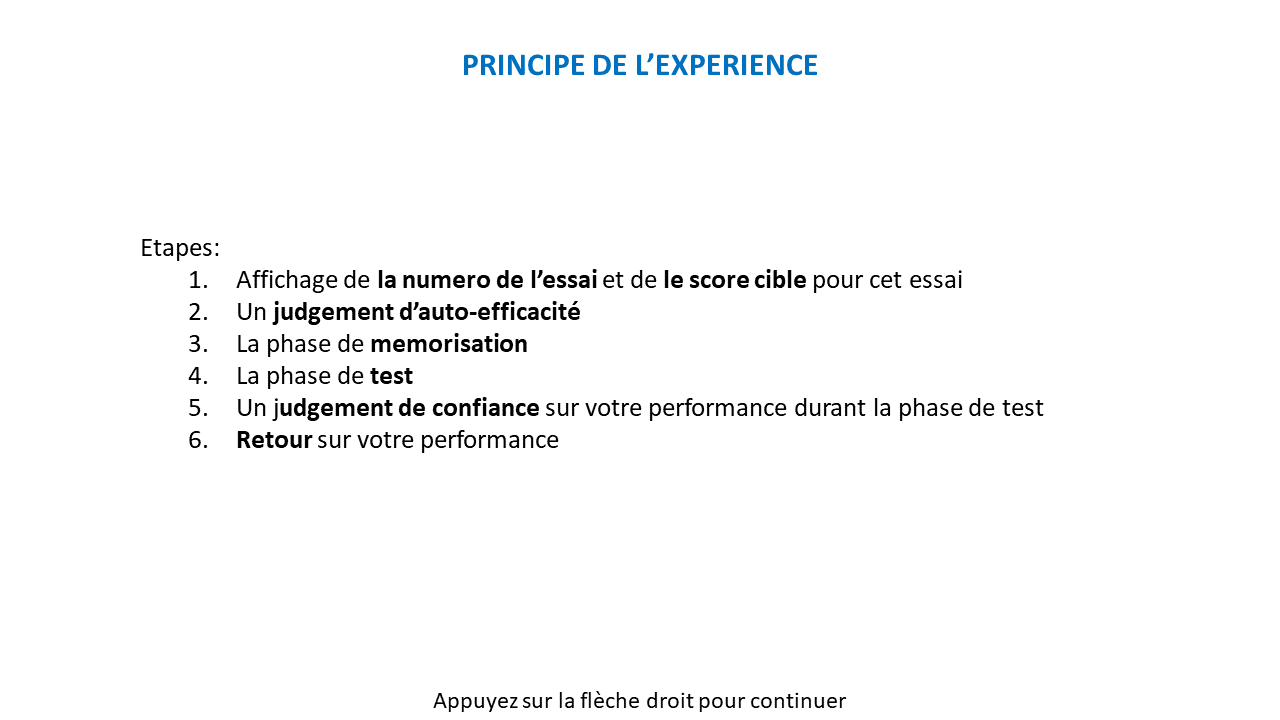 PRINCIPE DE L’EXPERIENCE
Etapes:
1. Affichage de la numero de l’essai et de le score cible pour cet essai
2. Un judgement d’auto-efficacité
3. La phase de memorisation
4. La phase de test
5. Un judgement de confiance sur votre performance durant la phase de test
6. Retour sur votre performance
Appuyez sur la flèche droit pour continuer